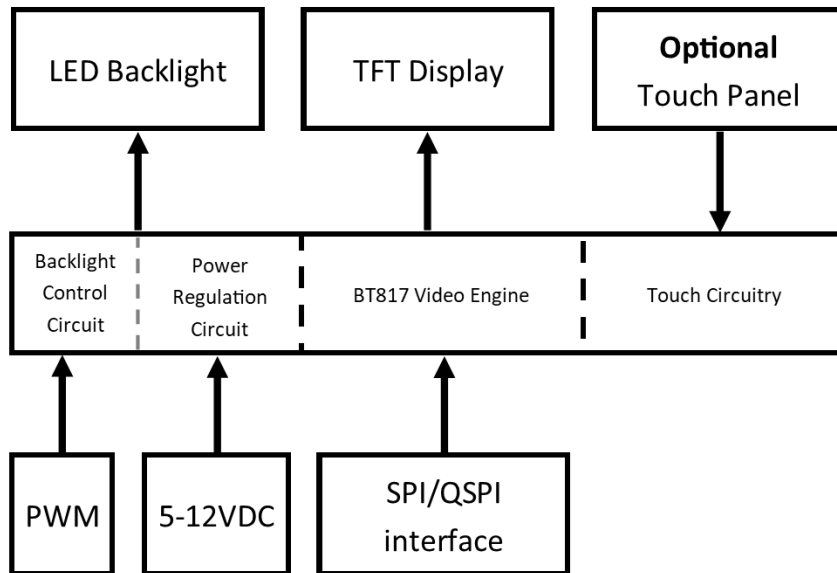 LED Backlight
TFT Display
Optional
Touch Panel
Backlight
Control
Circuit
Power
Regulation
Circuit
BT817 Video Engine
Touch Circuitry
PWM
5-12VDC
SPI/QSPI
interface